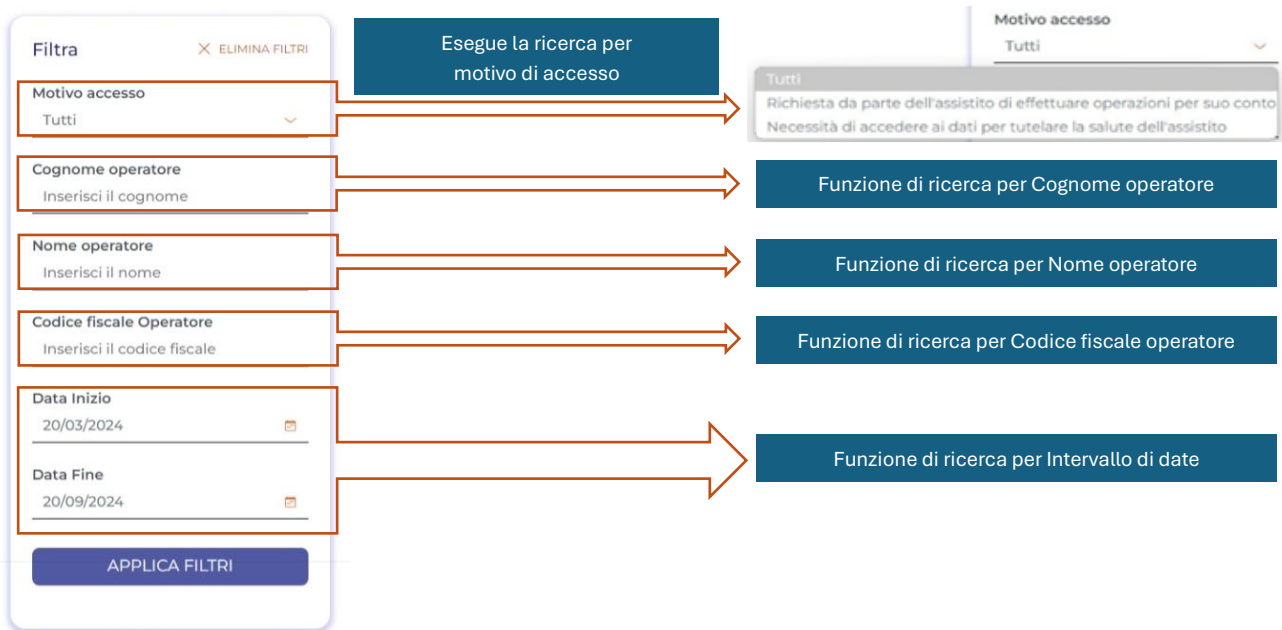 Filtra
ELIMINA FILTRI
Motivo accesso
Tutti
Cognome operatore
Inserisci il cognome
Nome operatore
Inserisci il nome
Codice fiscale Operatore
Inserisci il codice fiscale
Data Inizio
20/03/2024
Data Fine
20/09/2024
APPLICA FILTRI
Esegue la ricerca per
motivo di accesso
Motivo accesso
Tutti
Tutti
Richiesta da parte dell'assistito di effettuare operazioni per suo conto
Necessità di accedere ai dati per tutelare la salute dell'assistito
Funzione di ricerca per Cognome operatore
Funzione di ricerca per Nome operatore
Funzione di ricerca per Codice fiscale operatore
Funzione di ricerca per Intervallo di date